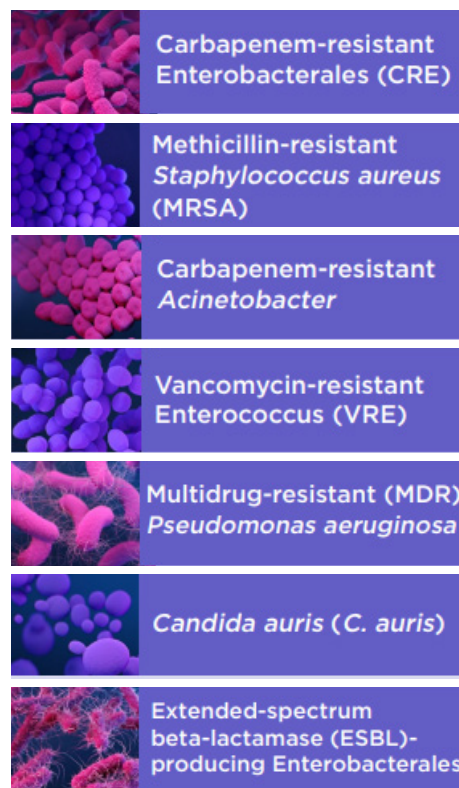 Carbapenem-resistant
Enterobacterales (CRE)
Methicillin-resistant
Staphylococcus aureus
(MRSA)
Carbapenem-resistant
Acinetobacter
Vancomycin-resistant
Enterococcus (VRE)
Multidrug-resistant (MDR)
Pseudomonas aeruginosa
Candida auris (C. auris)
Extended-spectrum
beta-lactamase (ESBL)-
producing Enterobacterales